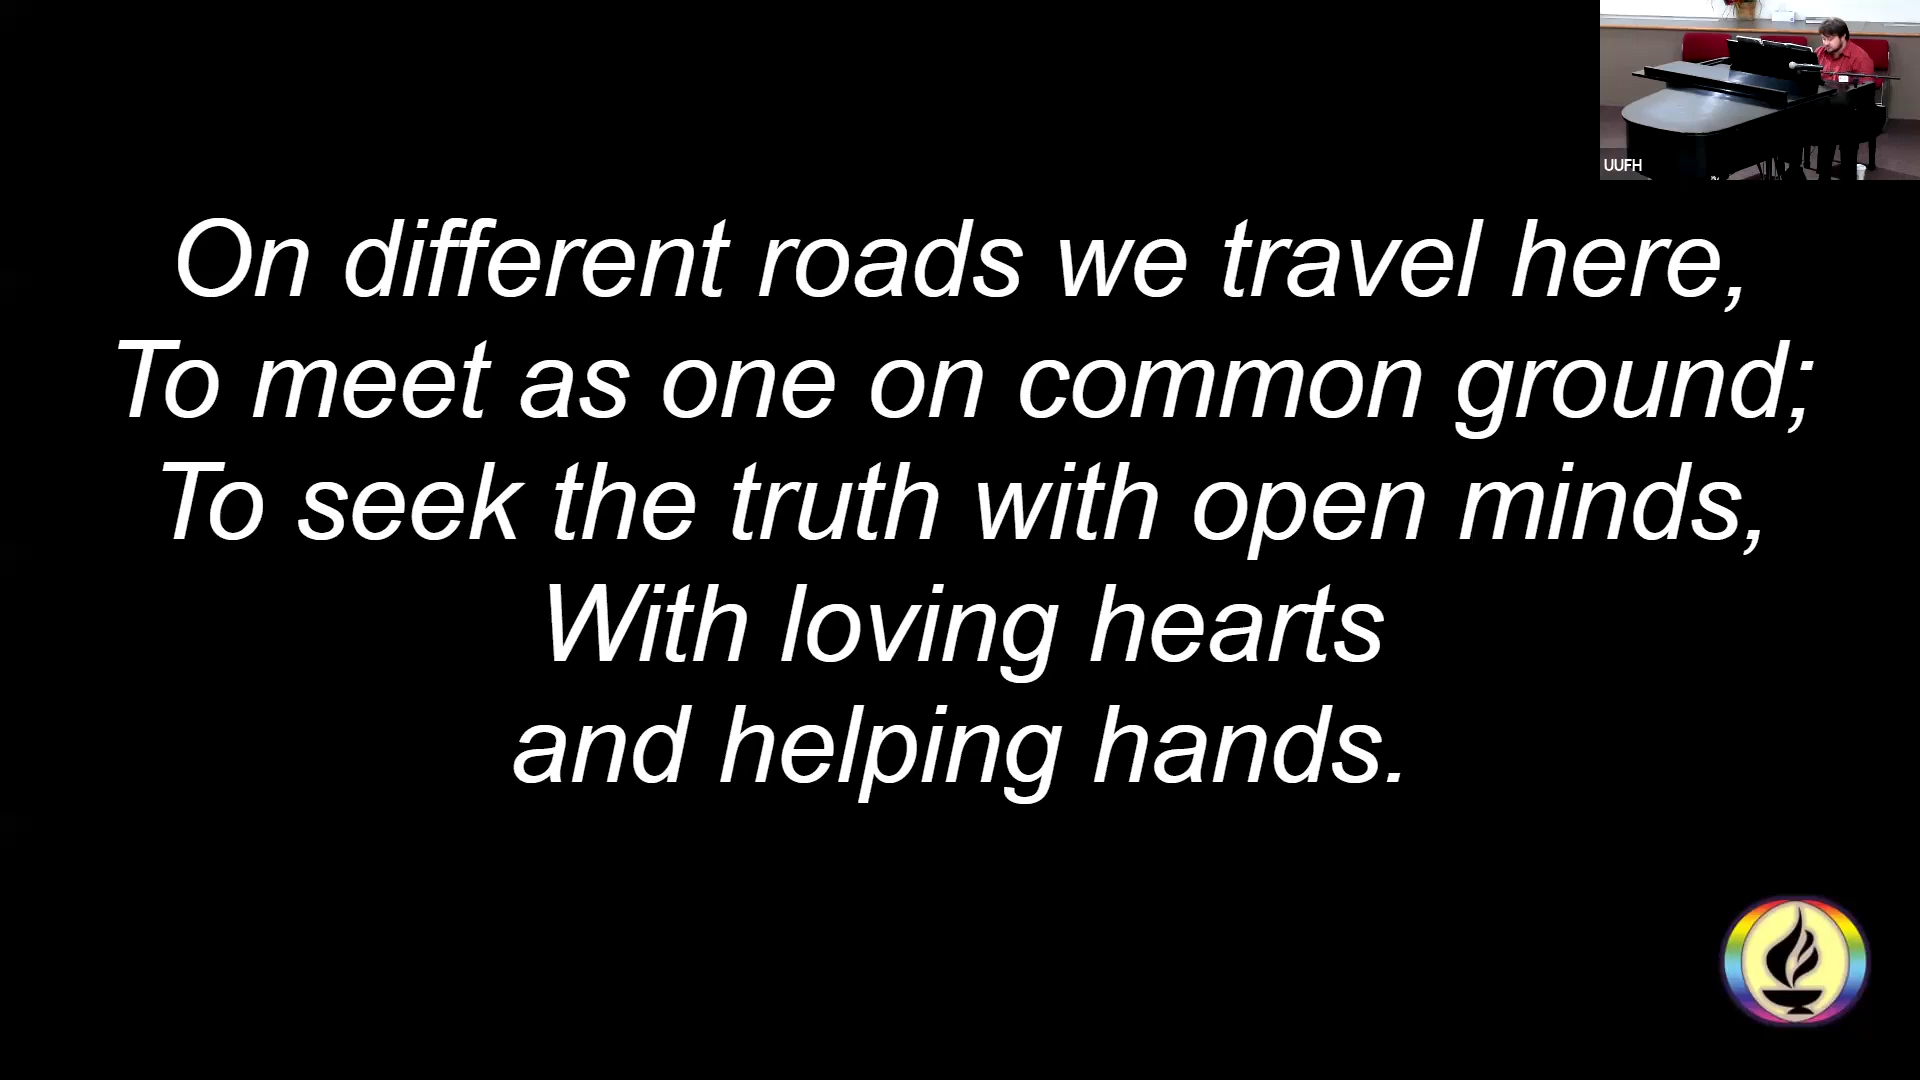 UUFH
On different roads we travel here,
To meet as one on common ground;
To seek the truth with open minds,
With loving hearts
and helping hands.